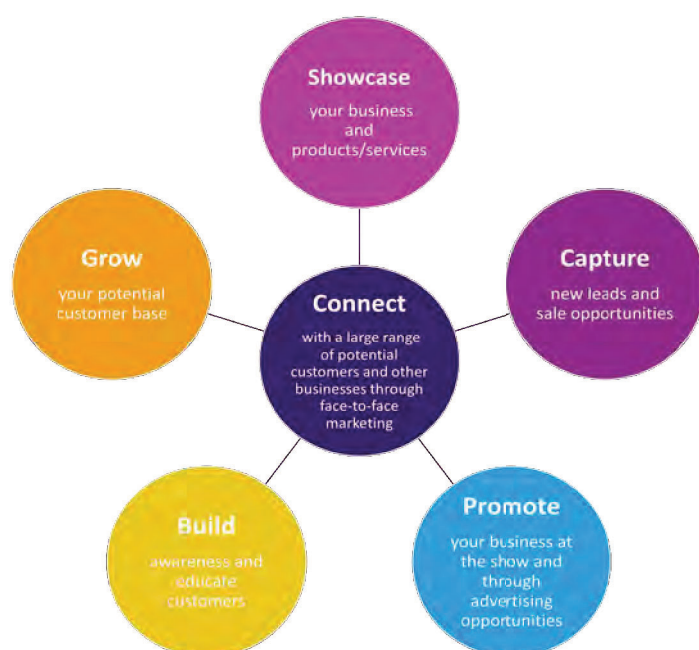 Showcase
your business
and
products/services
Grow
your potential
customer base
Capture
new leads and
sale opportunities
Connect
with a large range
of potential
customers and other
businesses through
face-to-face
marketing
Build
awareness and
educate
customers
Promote
your business at
the show and
through
advertising
opportunities